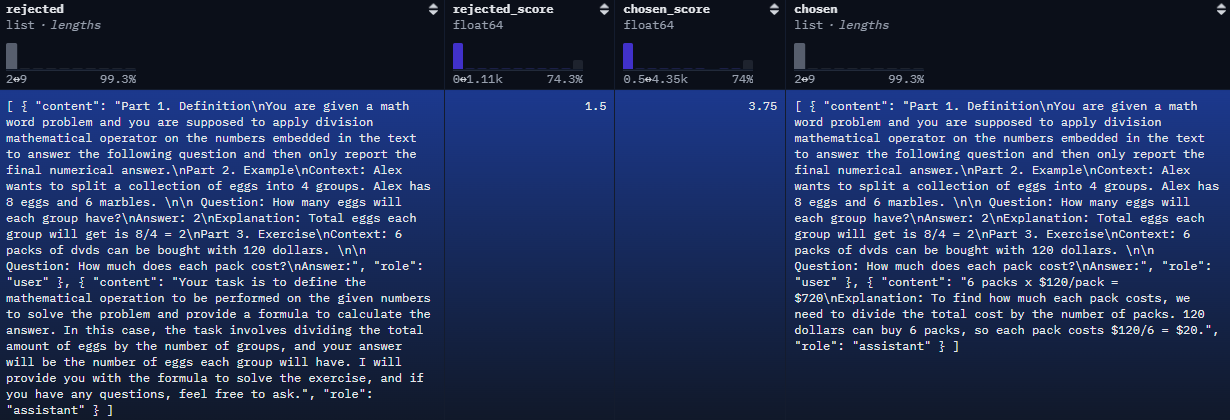 rejected
list · lengths
2↔9 99.3%
rejected_score
float64
0↔1.11k 74.3%
chosen_score
float64
0.5↔4.35k 74%
chosen
list · lengths
2↔9 99.3%
[ { "content": "Part 1. Definition\nYou are given a math
word problem and you are supposed to apply division
mathematical operator on the numbers embedded in the text
to answer the following question and then only report the
final numerical answer.\nPart 2. Example\nContext: Alex
wants to split a collection of eggs into 4 groups. Alex has
8 eggs and 6 marbles. \n\n Question: How many eggs will
each group have?\nAnswer: 2\nExplanation: Total eggs each
group will get is 8/4 = 2\nPart 3. Exercise\nContext: 6
packs of dvds can be bought with 120 dollars. \n\n
Question: How much does each pack cost?\nAnswer:", "role":
"user" }, { "content": "Your task is to define the
mathematical operation to be performed on the given numbers
to solve the problem and provide a formula to calculate the
answer. In this case, the task involves dividing the total
amount of eggs by the number of groups, and your answer
will be the number of eggs each group will have. I will
provide you with the formula to solve the exercise, and if
you have any questions, feel free to ask.", "role":
"assistant" } ]
1.5
3.75
[ { "content": "Part 1. Definition\nYou are given a math
word problem and you are supposed to apply division
mathematical operator on the numbers embedded in the text
to answer the following question and then only report the
final numerical answer.\nPart 2. Example\nContext: Alex
wants to split a collection of eggs into 4 groups. Alex has
8 eggs and 6 marbles. \n\n Question: How many eggs will
each group have?\nAnswer: 2\nExplanation: Total eggs each
group will get is 8/4 = 2\nPart 3. Exercise\nContext: 6
packs of dvds can be bought with 120 dollars. \n\n
Question: How much does each pack cost?\nAnswer:", "role":
"user" }, { "content": "6 packs x $120/pack =
$720\nExplanation: To find how much each pack costs, we
need to divide the total cost by the number of packs. 120
dollars can buy 6 packs, so each pack costs $120/6 = $20.",
"role": "assistant" } ]